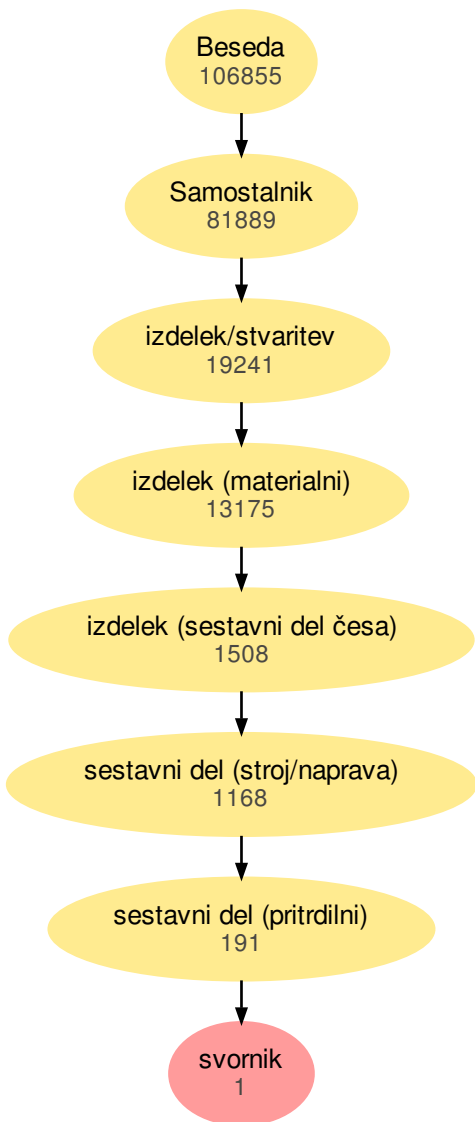 Beseda
106855
Samostalnik
81889
izdelek/stvaritev
19241
izdelek (materialni)
13175
izdelek (sestavni del česa)
1508
sestavni del (stroj/naprava)
1168
sestavni del (pritrdilni)
191
svornik
1